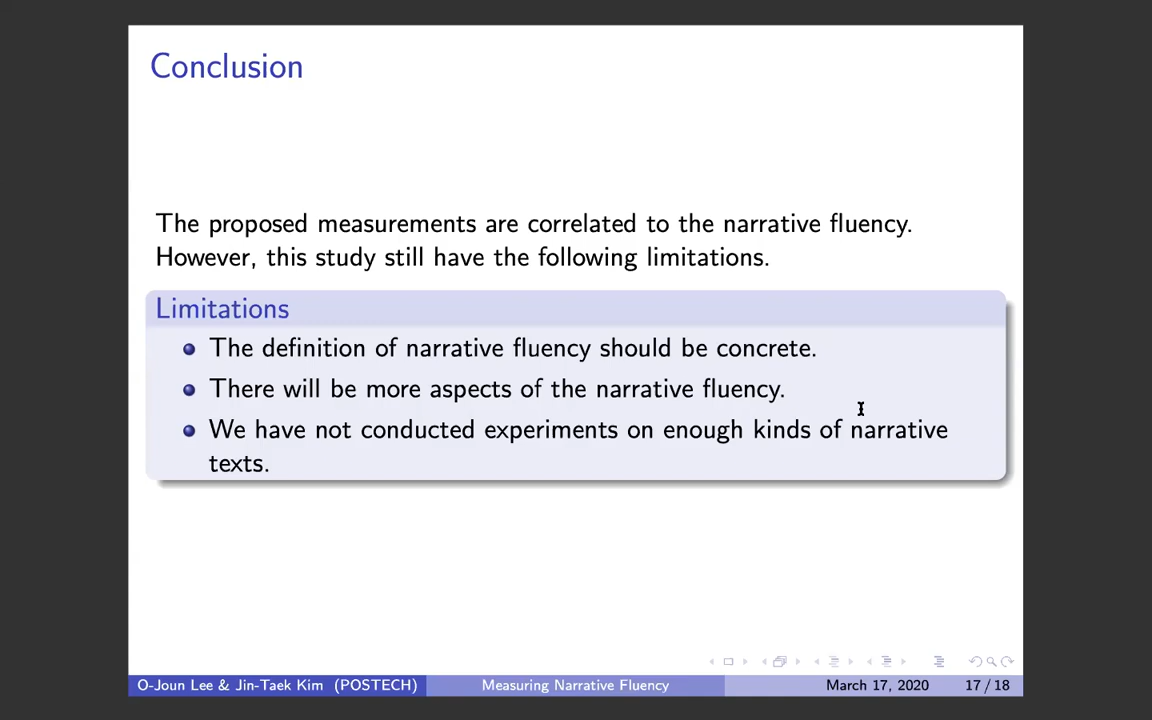 Conclusion
The proposed measurements are correlated to the narrative fluency.
However, this study still have the following limitations.
Limitations
The definition of narrative fluency should be concrete.
There will be more aspects of the narrative fluency.
We have not conducted experiments on enough kinds of narrative
texts.
O-Joun Lee & Jin-Taek Kim (POSTECH) Measuring Narrative Fluency March 17, 2020 17 / 18